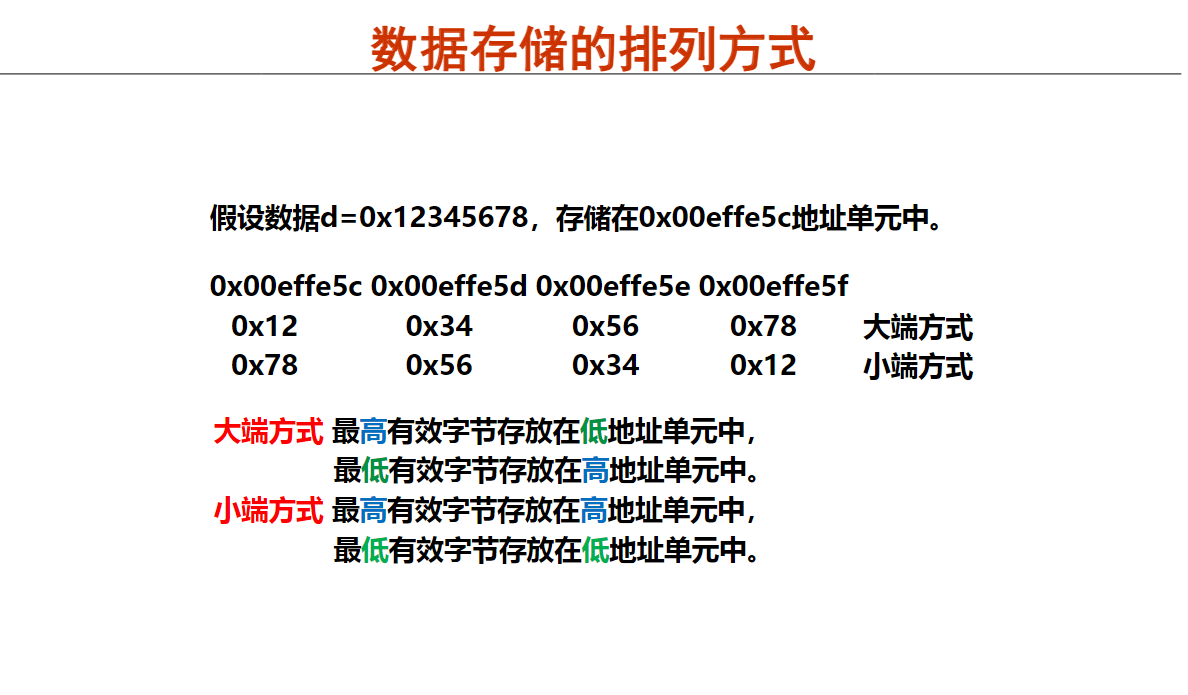 数据存储的排列方式
假设数据d=0x12345678，存储在0x00effe5c地址单元中。
0x00effe5c 0x00effe5d 0x00effe5e 0x00effe5f
0x12 0x34 0x56 0x78 大端方式
0x78 0x56 0x34 0x12 小端方式
大端方式 最高有效字节存放在低地址单元中，
最低有效字节存放在高地址单元中。
小端方式 最高有效字节存放在高地址单元中，
最低有效字节存放在低地址单元中。